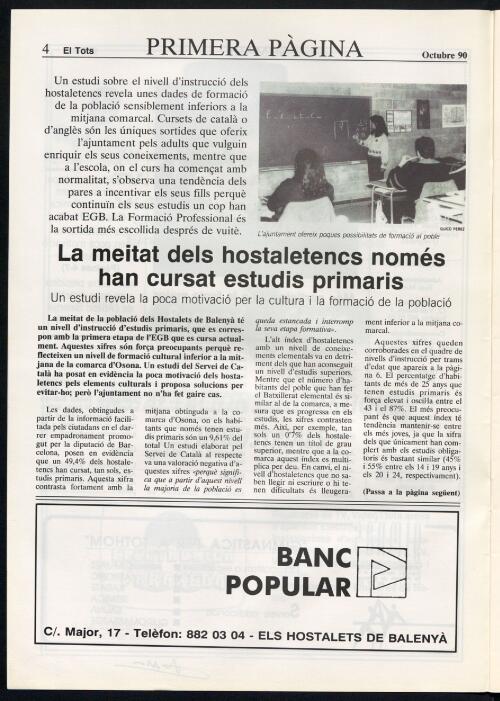 4 El Tots PRIMERA PÀGINA Octubre 90
Un estudi sobre el nivell d'instrucció dels
hostaletencs revela unes dades de formació
de la població sensiblement inferiors a la
mitjana comarcal. Cursets de català o
d'anglès són les úniques sortides que oferix
l'ajuntament pels adults que vulguin
enriquir els seus coneixements, mentre que
a l'escola, on el curs ha començat amb
normalitat, s'observa una tendència dels
pares a incentivar els seus fills perquè
continuïn els seus estudis un cop han
acabat EGB. La Formació Professional és
la sortida més escollida després de vuitè.
QUICO PEREZ
L'ajuntament ofereix poques possibilitats de formació al poble
La meitat dels hostaletencs només
han cursat estudis primaris
Un estudi revela la poca motivació per la cultura i la formació de la població
La meitat de la població dels Hostalets de Balenyà té
un nivell d'instrucció d'estudis primaris, que es corres-
pon amb la primera etapa de l'EGB que es cursa actual-
ment. Aquestes xifres són força preocupants perquè re-
flecteixen un nivell de formació cultural inferior a la mit-
jana de la comarca d'Osona. Un estudi del Servei de Ca-
talà ha posat en evidència la poca motivació dels hosta-
letencs pels elements culturals i proposa solucions per
evitar-ho; però l'ajuntament no n'ha fet gaire cas.
Les dades, obtingudes a
partir de la informació facili-
tada pels ciutadans en el dar-
rer empadronament promo-
gut per la diputació de Bar-
celona, posen en evidència
que un 49,4% dels hostale-
tencs han cursat, tan sols, es-
tudis primaris. Aquesta xifra
contrasta fortament amb la
mitjana obtinguda a la co-
marca d'Osona, on els habi-
tants que només tenen estu-
dis primaris són un 9,61% del
total Un estudi elaborat pel
Servei de Català al respecte
en va una valoració negativa d'a-
questes xifres «perquè signifi-
ca que a partir d'aquest nivell
la majoria de la població es
queda estancada i interromp
la seva etapa formativa».
L'alt índex d'hostaletencs
amb un nivell de coneixe-
ments elementals va en detri-
ment dels que han aconseguit
un nivell d'estudis superior.
Mentre que el número d'ha-
bitants del poble que han fet
el Batxillerat elemental és si-
milar al de la comarca, a me-
sura que es progressa en els
estudis, les xifres contrasten
més. Així, per exemple, tan
sols un 0'7% dels hostale-
tencs tenen un títol de grau
superior, mentre que a la co-
marca aquest índex es multi-
plica per deu. En canvi, el ni-
vell d'hostaletencs que no sa-
ben llegir ni escriure o hi te-
nen dificultats és lleugera-
ment inferior a la mitjana co-
marcal.
Aquestes xifres queden
corroborades en el quadre de
nivells d'instrucció per trams
d'edat que apareix a la pàgi-
na 6. El percentatge d'habi-
tants de més de 25 anys que
tenen estudis primaris és
força elevat i oscil·la entre el
43 i el 87%. El més preocu-
pant és que aquest índex té
tendència mantenir-se entre
els més joves, ja que la xifra
dels que únicament han com-
plert amb els estudis obliga-
toris és bastant similar (45%
i 55% entre els 14 i 19 anys i
els 20 i 24, respectivament).
(Passa a la pàgina següent)
BANC
POPULAR
C/. Major, 17 - Telèfon: 882 03 04 - ELS HOSTALETS DE BALENYÀ